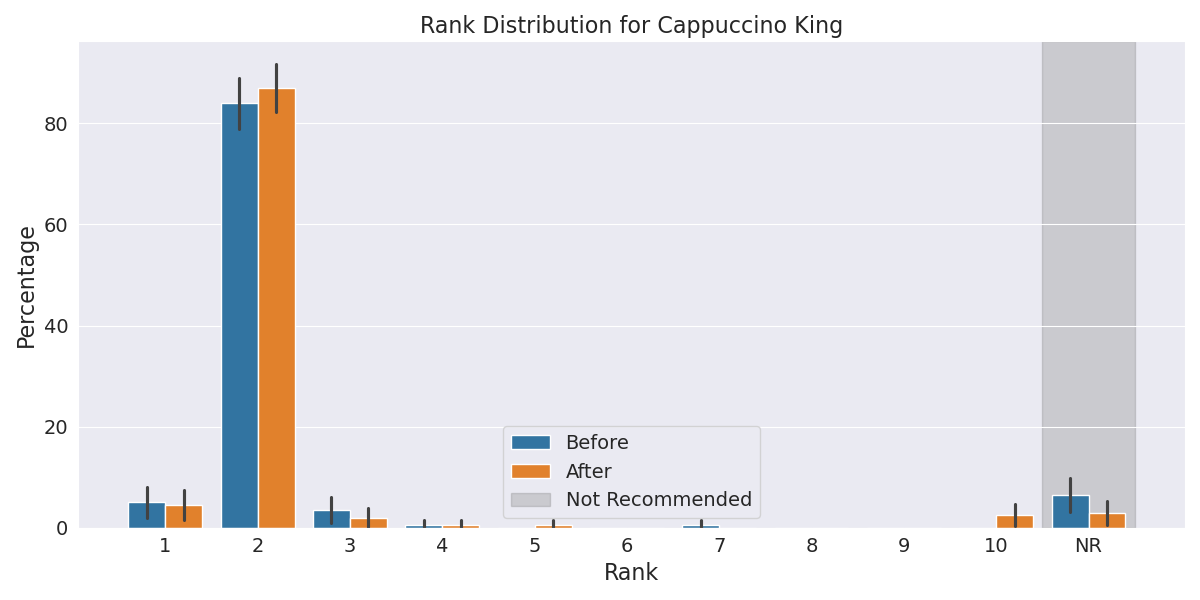 Rank Distribution for Cappuccino King
Percentage
80
60
40
20
0
Before
After
Not Recommended
1 2 3 4 5 6 7 8 9 10 NR
Rank